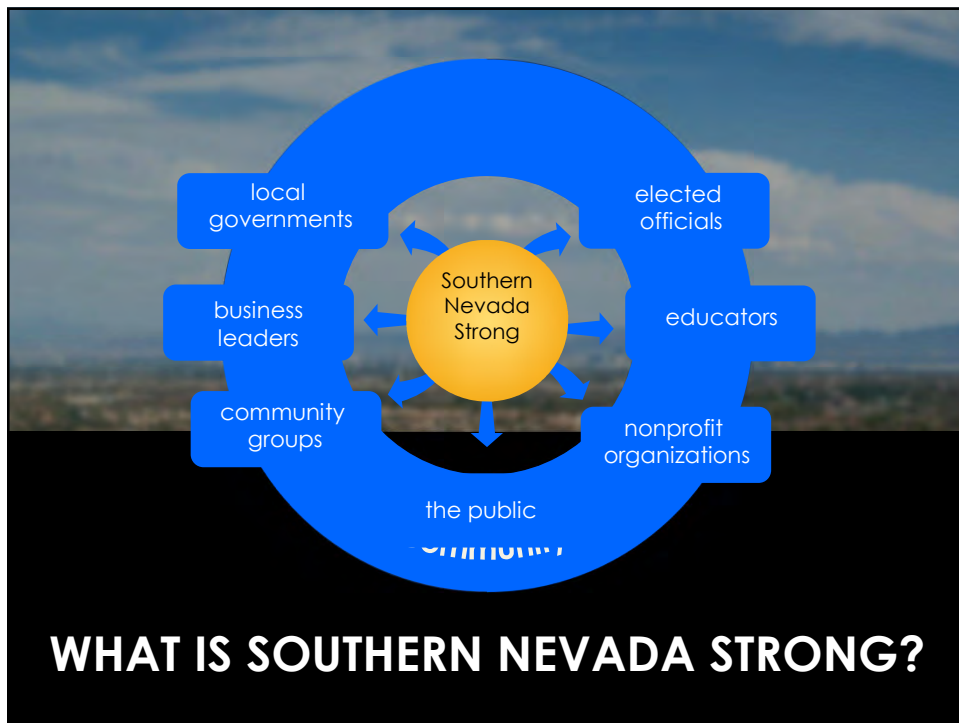 local
governments
elected
officials
Southern
Nevada
Strong
business
leaders
educators
community
groups
nonprofit
organizations
the public
WHAT IS SOUTHERN NEVADA STRONG?